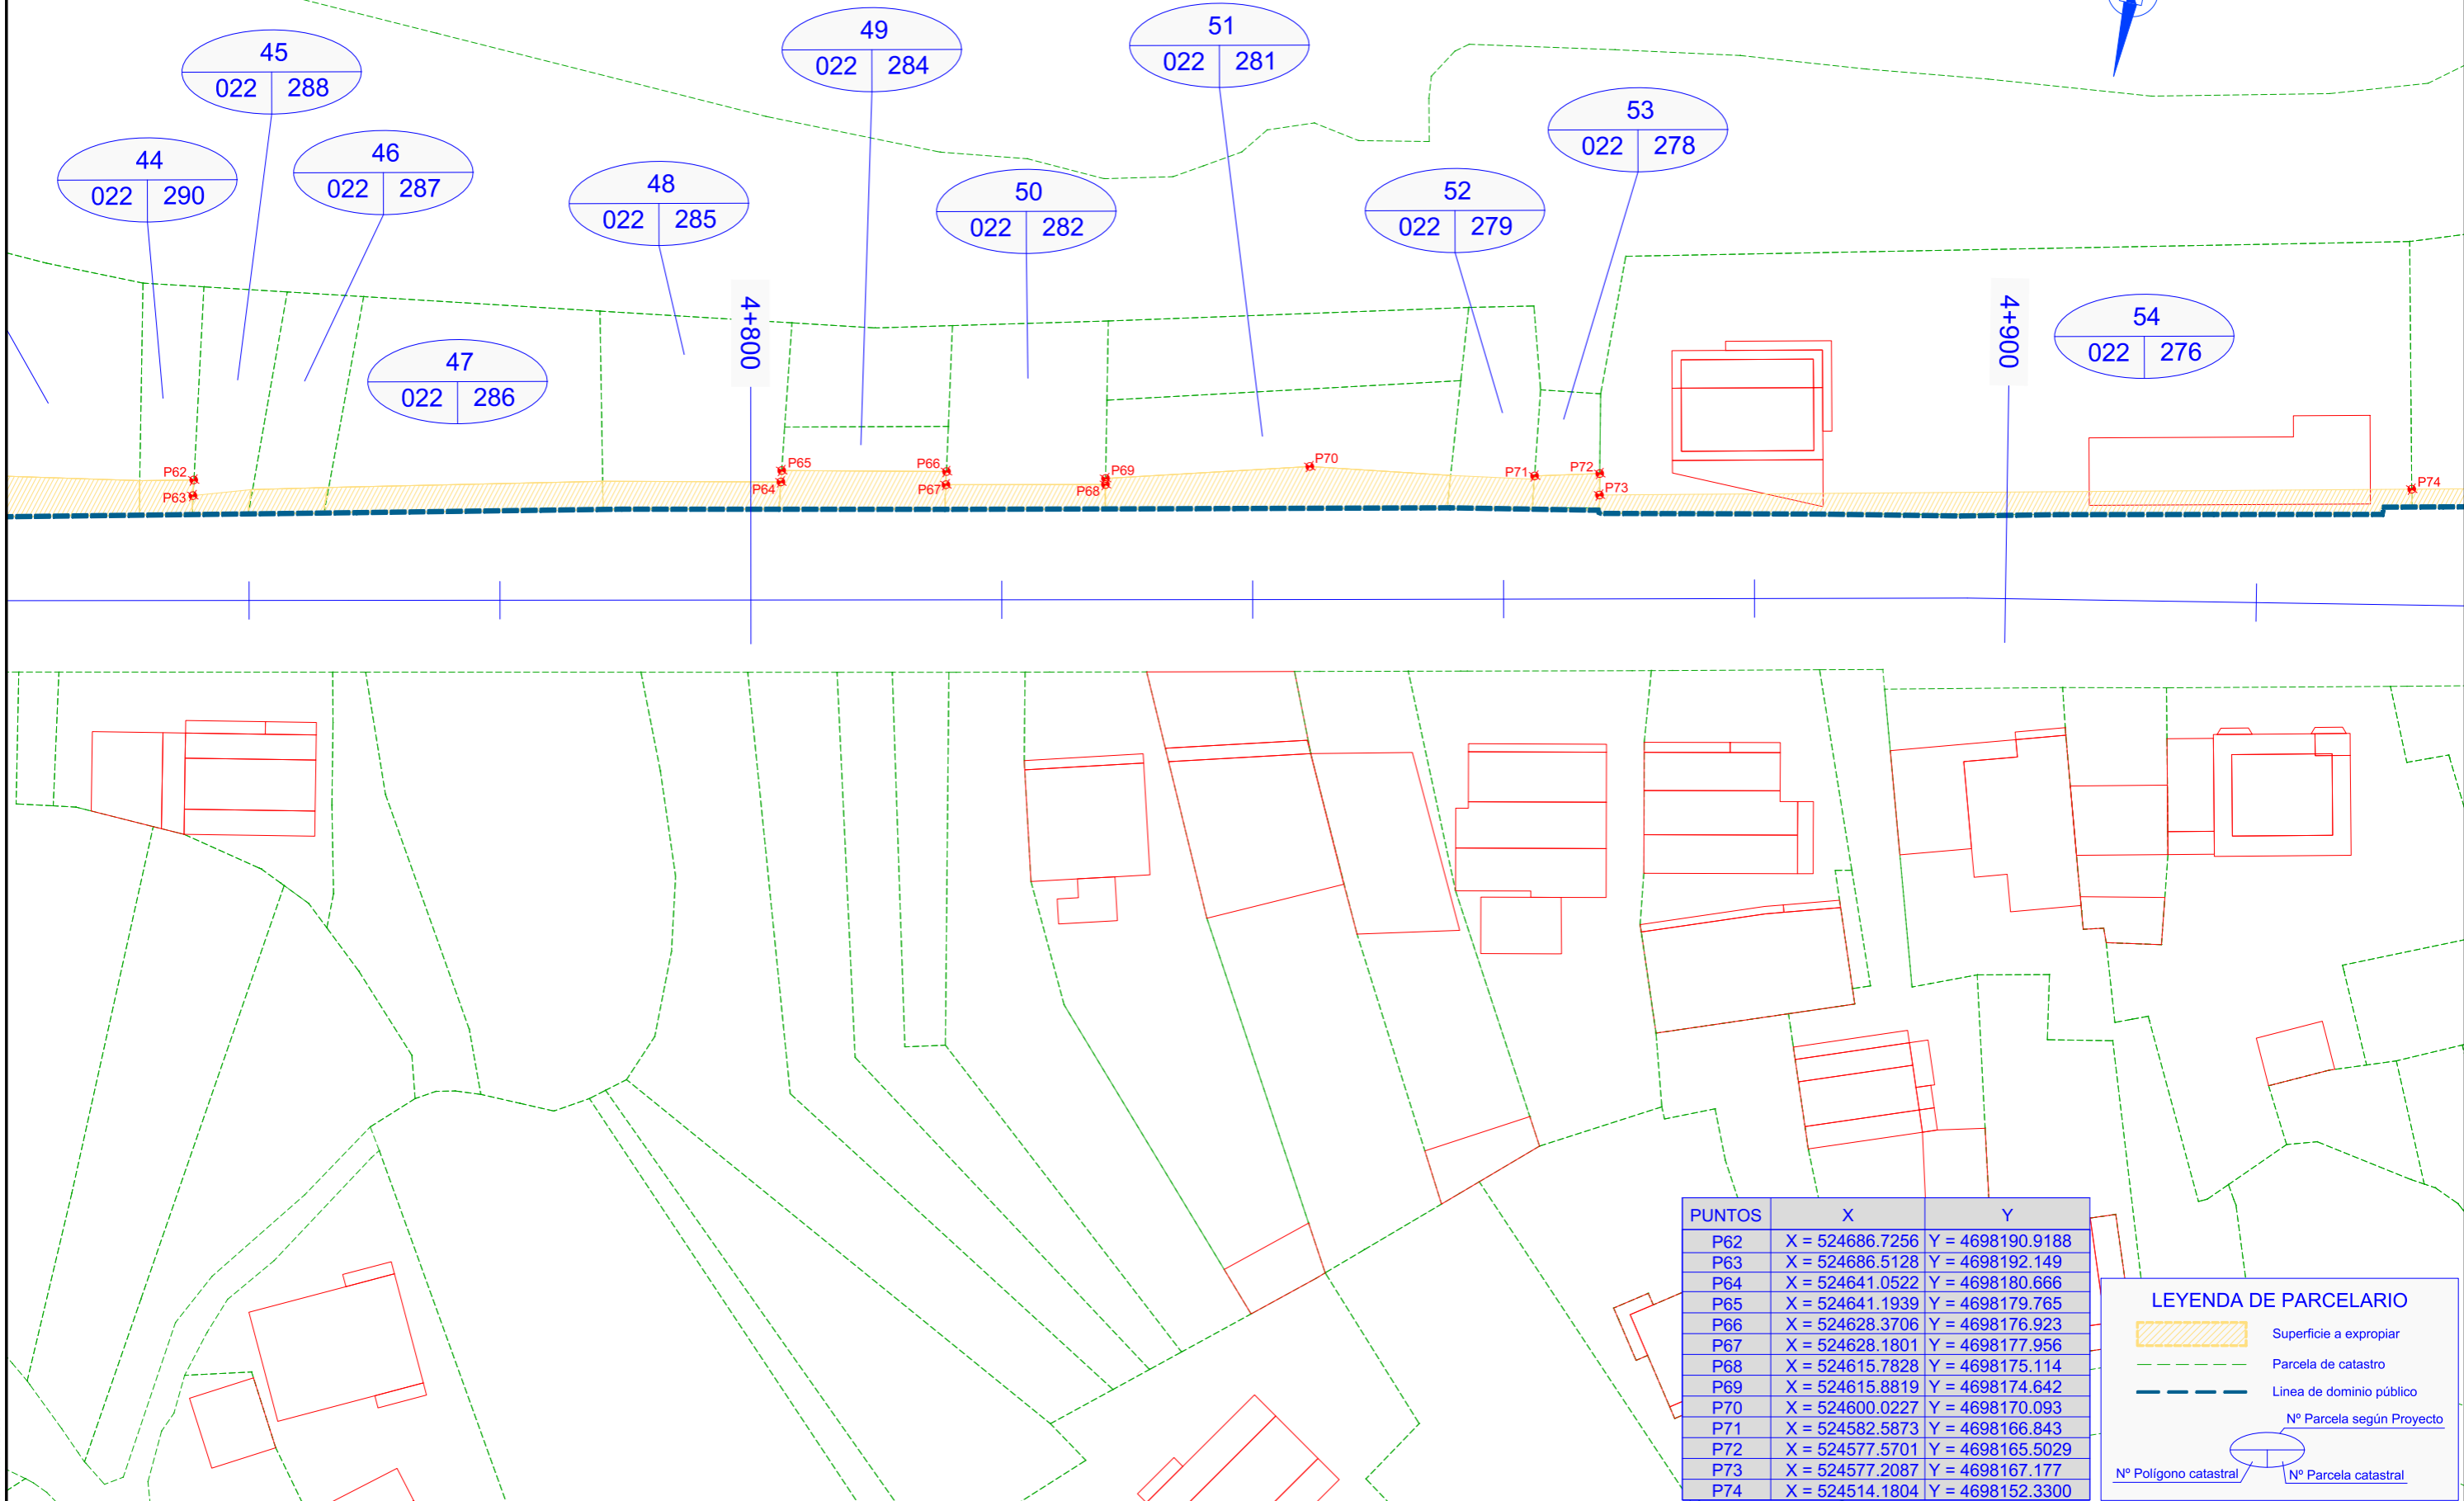 45
022 288
49
022 284
51
022 281
53
022 278
44
022 290
46
022 287
48
022 285
50
022 282
52
022 279
47
022 286
4+800
4+900
54
022 276
P62
P63
P65
P64
P66
P67
P69
P68
P70
P71
P72
P73
P74
PUNTOS X Y
P62 X = 524686.7256 Y = 4698190.9188
P63 X = 524686.5128 Y = 4698192.149
P64 X = 524641.0522 Y = 4698180.666
P65 X = 524641.1939 Y = 4698179.765
P66 X = 524628.3706 Y = 4698176.923
P67 X = 524628.1801 Y = 4698177.956
P68 X = 524615.7828 Y = 4698175.114
P69 X = 524615.8819 Y = 4698174.642
P70 X = 524600.0227 Y = 4698170.093
P71 X = 524582.5873 Y = 4698166.843
P72 X = 524577.5701 Y = 4698165.5029
P73 X = 524577.2087 Y = 4698167.177
P74 X = 524514.1804 Y = 4698152.3300
LEYENDA DE PARCELARIO
Superficie a expropiar
Parcela de catastro
Linea de dominio público
Nº Parcela según Proyecto
Nº Polígono catastral
Nº Parcela catastral